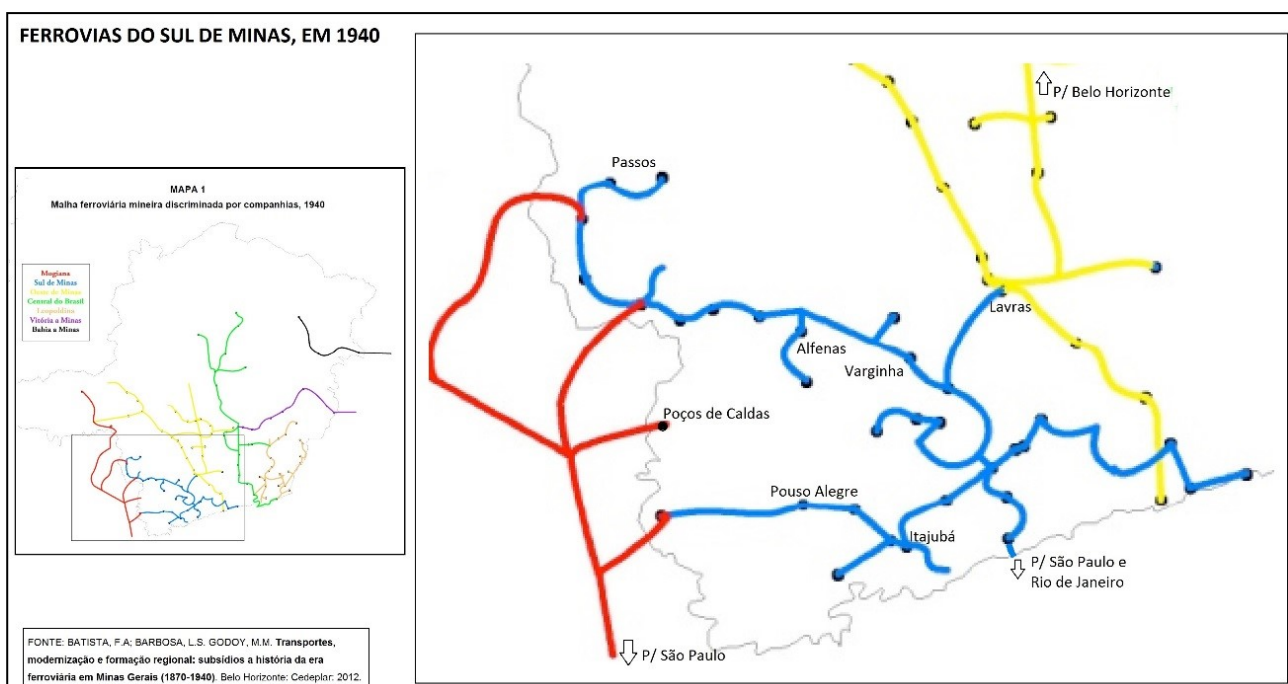 FERROVIAS DO SUL DE MINAS, EM 1940
MAPA 1
Malha ferroviária mineira discriminada por companhias, 1940
Mogiana
Sul de Minas
Oeste de Minas
Central do Brasil
Leopoldina
Vitória a Minas
Bahia a Minas
FONTE: BATISTA, F.A; BARBOSA, L.S. GODOY, M.M. Transportes,
modernização e formação regional: subsídios a história da era
ferroviária em Minas Gerais (1870-1940). Belo Horizonte: Cedeplar: 2012.
P/ Belo Horizonte
Passos
Lavras
Alfenas
Varginha
Poços de Caldas
Pouso Alegre
Itajubá
P/ São Paulo e
Rio de Janeiro
P/ São Paulo